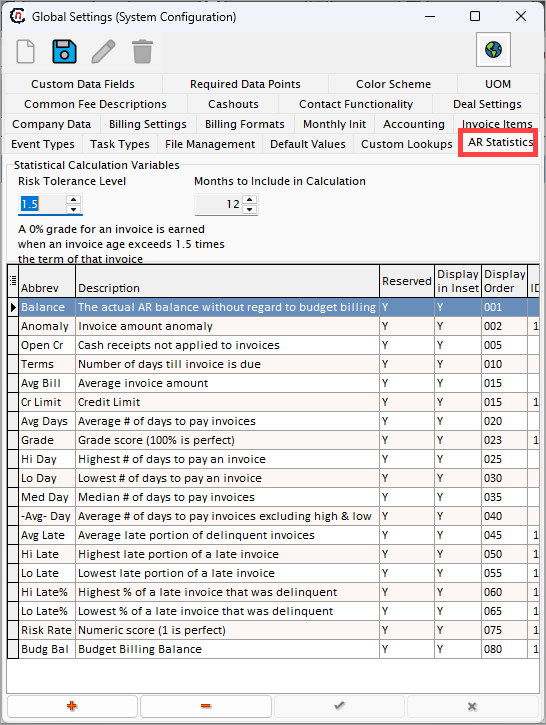 Global Settings (System Configuration)
Custom Data Fields Required Data Points Color Scheme UOM
Common Fee Descriptions Cashouts Contact Functionality Deal Settings
Company Data Billing Settings Billing Formats Monthly Init Accounting Invoice Items
Event Types Task Types File Management Default Values Custom Lookups AR Statistics
Statistical Calculation Variables
Risk Tolerance Level Months to Include in Calculation
1.5 12
A 0% grade for an invoice is earned
when an invoice age exceeds 1.5 times
the term of that invoice
Abbrev Description Reserved Display in Inset Display Order ID
Balance The actual AR balance without regard to budget billing Y Y 001
Anomaly Invoice amount anomaly Y Y 002 1
Open Cr Cash receipts not applied to invoices Y Y 005
Terms Number of days till invoice is due Y Y 010
Avg Bill Average invoice amount Y Y 015
Cr Limit Credit Limit Y Y 015 1
Avg Days Average # of days to pay invoices Y Y 020
Grade Grade score (100% is perfect) Y Y 023 1
Hi Day Highest # of days to pay an invoice Y Y 025
Lo Day Lowest # of days to pay an invoice Y Y 030
Med Day Median # of days to pay invoices Y Y 035
-Avg- Day Average # of days to pay invoices excluding high & low Y Y 040
Avg Late Average late portion of delinquent invoices Y Y 045 1
Hi Late Highest late portion of a late invoice Y Y 050 1
Lo Late Lowest late portion of a late invoice Y Y 055 1
Hi Late% Highest % of a late invoice that was delinquent Y Y 060 1
Lo Late% Lowest % of a late invoice that was delinquent Y Y 065 1
Risk Rate Numeric score (1 is perfect) Y Y 075 1
Budg Bal Budget Billing Balance Y Y 080 1